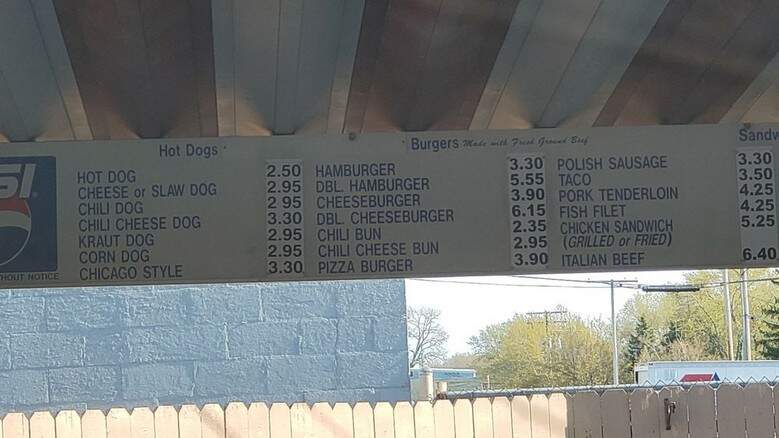 Hot Dogs
HOT DOG 2.50
CHEESE or SLAW DOG 2.95
CHILI DOG 2.95
CHILI CHEESE DOG 3.30
KRAUT DOG 2.95
CORN DOG 2.95
CHICAGO STYLE 3.30
Burgers Made with Fresh Ground Beef
HAMBURGER 3.30
DBL. HAMBURGER 5.55
CHEESEBURGER 3.90
DBL. CHEESEBURGER 6.15
CHILI BUN 2.35
CHILI CHEESE BUN 2.95
PIZZA BURGER 3.90
Sandw
POLISH SAUSAGE 3.30
TACO 3.50
PORK TENDERLOIN 4.25
FISH FILET 4.25
CHICKEN SANDWICH 5.25
(GRILLED or FRIED)
ITALIAN BEEF 6.40
SI
THOUT NOTICE